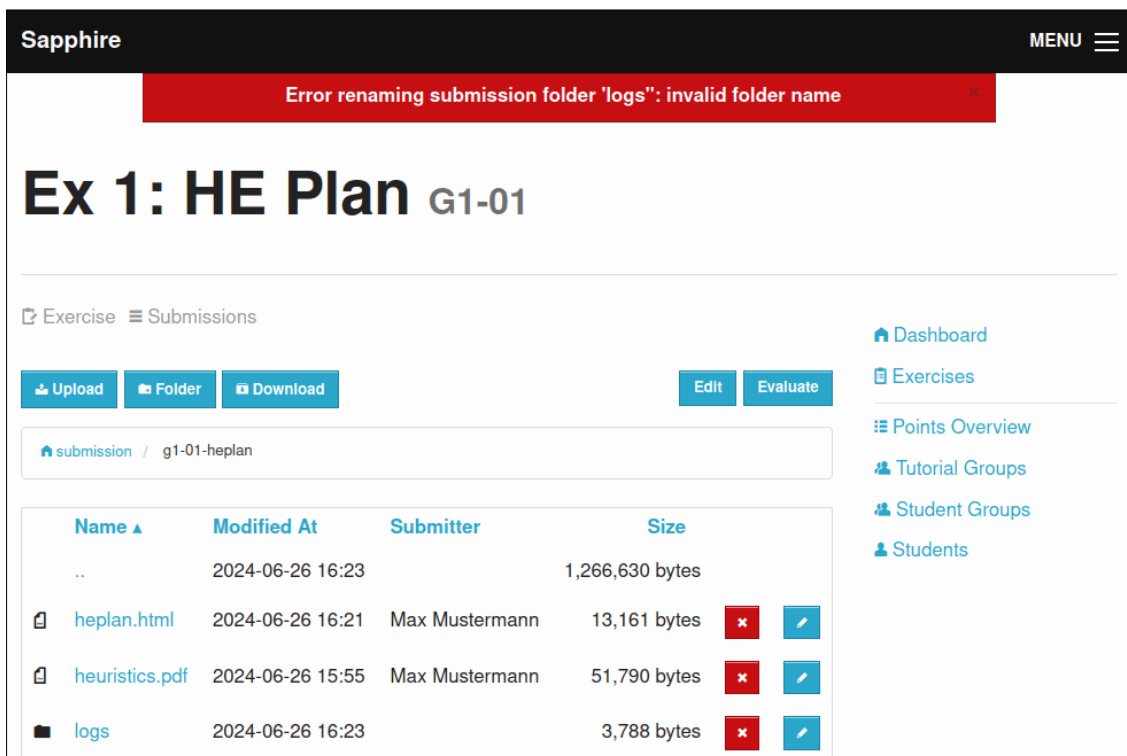 Sapphire MENU
Error renaming submission folder 'logs'': invalid folder name ×
Ex 1: HE Plan G1-01
Exercise Submissions
Upload Folder Download Edit Evaluate
submission / g1-01-heplan
Name ▴ Modified At Submitter Size
.. 2024-06-26 16:23 1,266,630 bytes
heplan.html 2024-06-26 16:21 Max Mustermann 13,161 bytes
heuristics.pdf 2024-06-26 15:55 Max Mustermann 51,790 bytes
logs 2024-06-26 16:23 3,788 bytes
Dashboard
Exercises
Points Overview
Tutorial Groups
Student Groups
Students